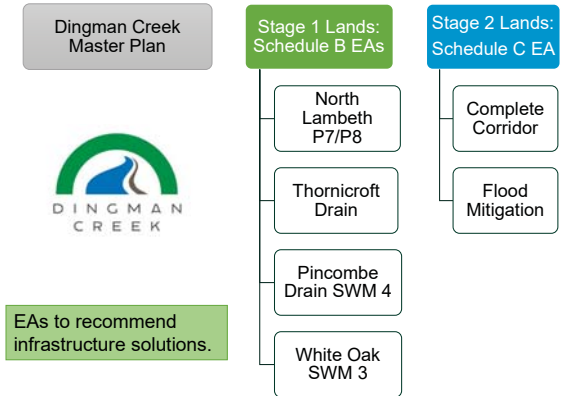 Dingman Creek
Master Plan
DINGMAN
CREEK
EAs to recommend
infrastructure solutions.
Stage 1 Lands:
Schedule B EAs
North
Lambeth
P7/P8
Thornicroft
Drain
Pincombe
Drain SWM 4
White Oak
SWM 3
Stage 2 Lands:
Schedule C EA
Complete
Corridor
Flood
Mitigation